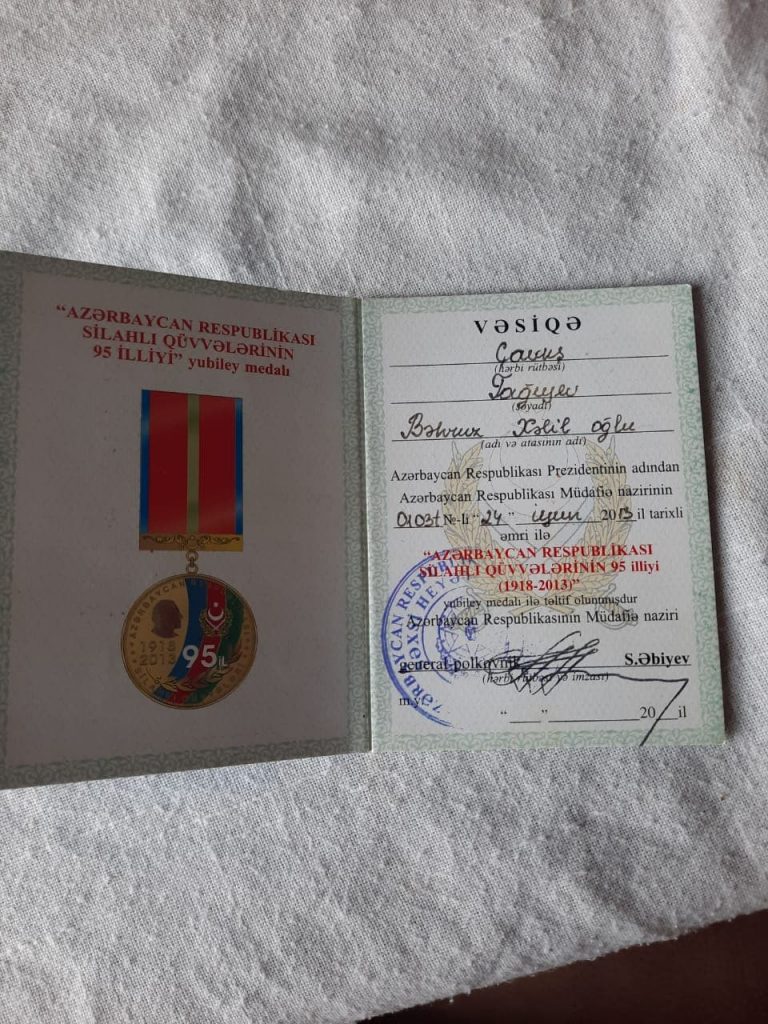 “AZƏRBAYCAN RESPUBLİKASI
SİLAHLI QÜVVƏLƏRİNİN
95 İLLİYİ” yubiley medalı
AZƏRBAYCAN
1918
2013
95 İL
VƏSİQƏ
Çavuş
(hərbi rütbəsi)
Tağıyev
(soyadı)
Bəhruz Xəlil oğlu
(adı və atasının adı)
Azərbaycan Respublikası Prezidentinin adından
Azərbaycan Respublikası Müdafiə nazirinin
№-li “24” iyun 2013 il tarixli
əmri ilə
“AZƏRBAYCAN RESPUBLİKASI
SİLAHLI QÜVVƏLƏRİNİN 95 illiyi
(1918-2013)”
yubiley medalı ilə təltif olunmuşdur
Azərbaycan Respublikasının Müdafiə naziri
general-polkovnik S.Əbiyev
(hərbi rütbəsi və imzası)
m.y.
“___”____________20__il